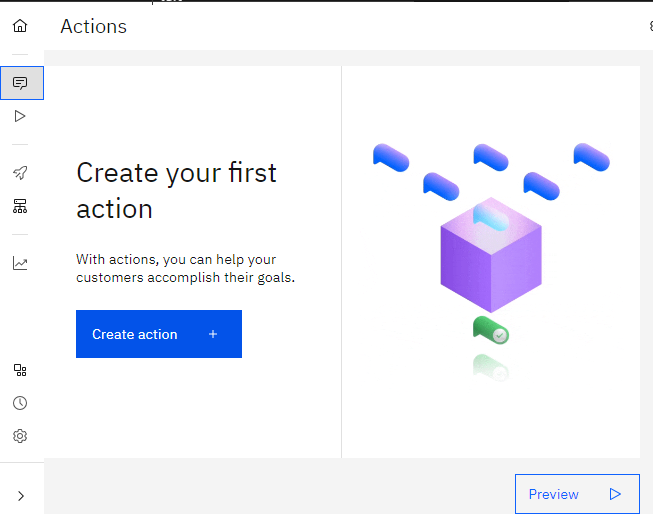 Actions
Create your first
action
With actions, you can help your
customers accomplish their goals.
Create action +
Preview